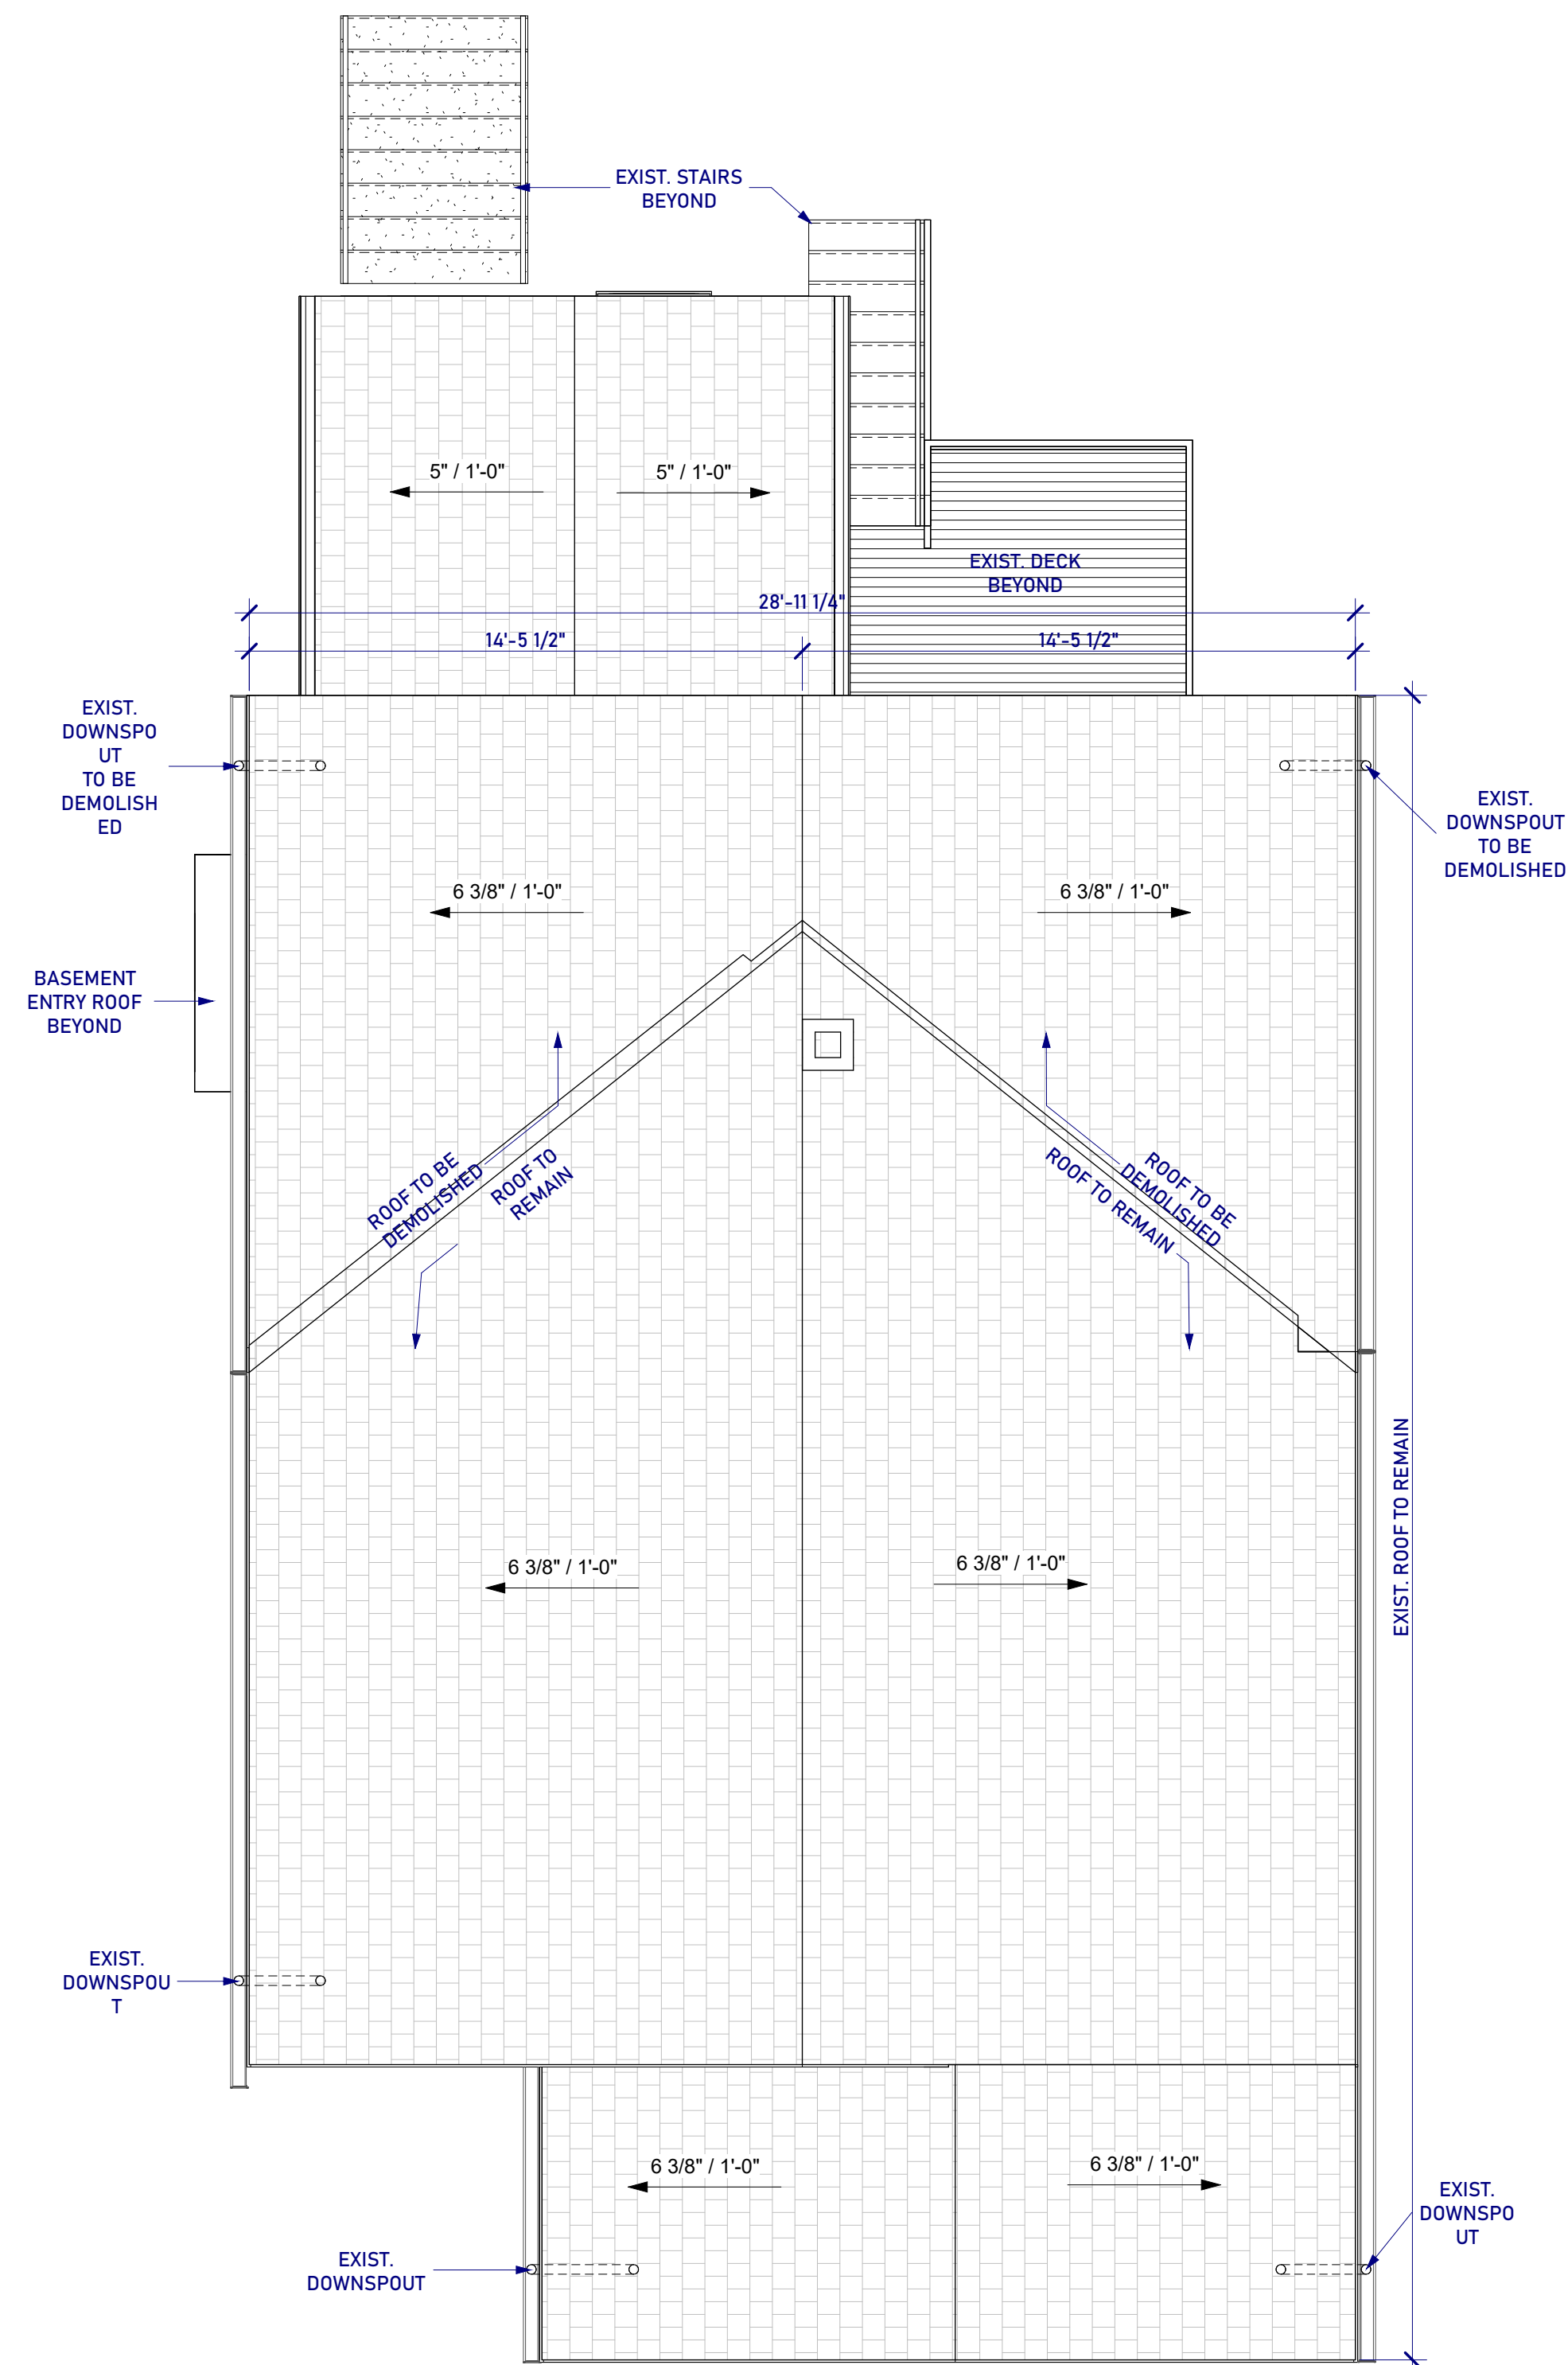 EXIST. STAIRS
BEYOND
5" / 1'-0"
5" / 1'-0"
EXIST. DECK
BEYOND
28'-11 1/4"
14'-5 1/2"
14'-5 1/2"
EXIST.
DOWNSPO
UT
TO BE
DEMOLISH
ED
EXIST.
DOWNSPOUT
TO BE
DEMOLISHED
6 3/8" / 1'-0"
6 3/8" / 1'-0"
BASEMENT
ENTRY ROOF
BEYOND
ROOF TO BE
DEMOLISHED
ROOF TO
REMAIN
ROOF TO BE
DEMOLISHED
ROOF TO REMAIN
EXIST. ROOF TO REMAIN
6 3/8" / 1'-0"
6 3/8" / 1'-0"
EXIST.
DOWNSPOU
T
6 3/8" / 1'-0"
6 3/8" / 1'-0"
EXIST.
DOWNSPO
UT
EXIST.
DOWNSPOUT